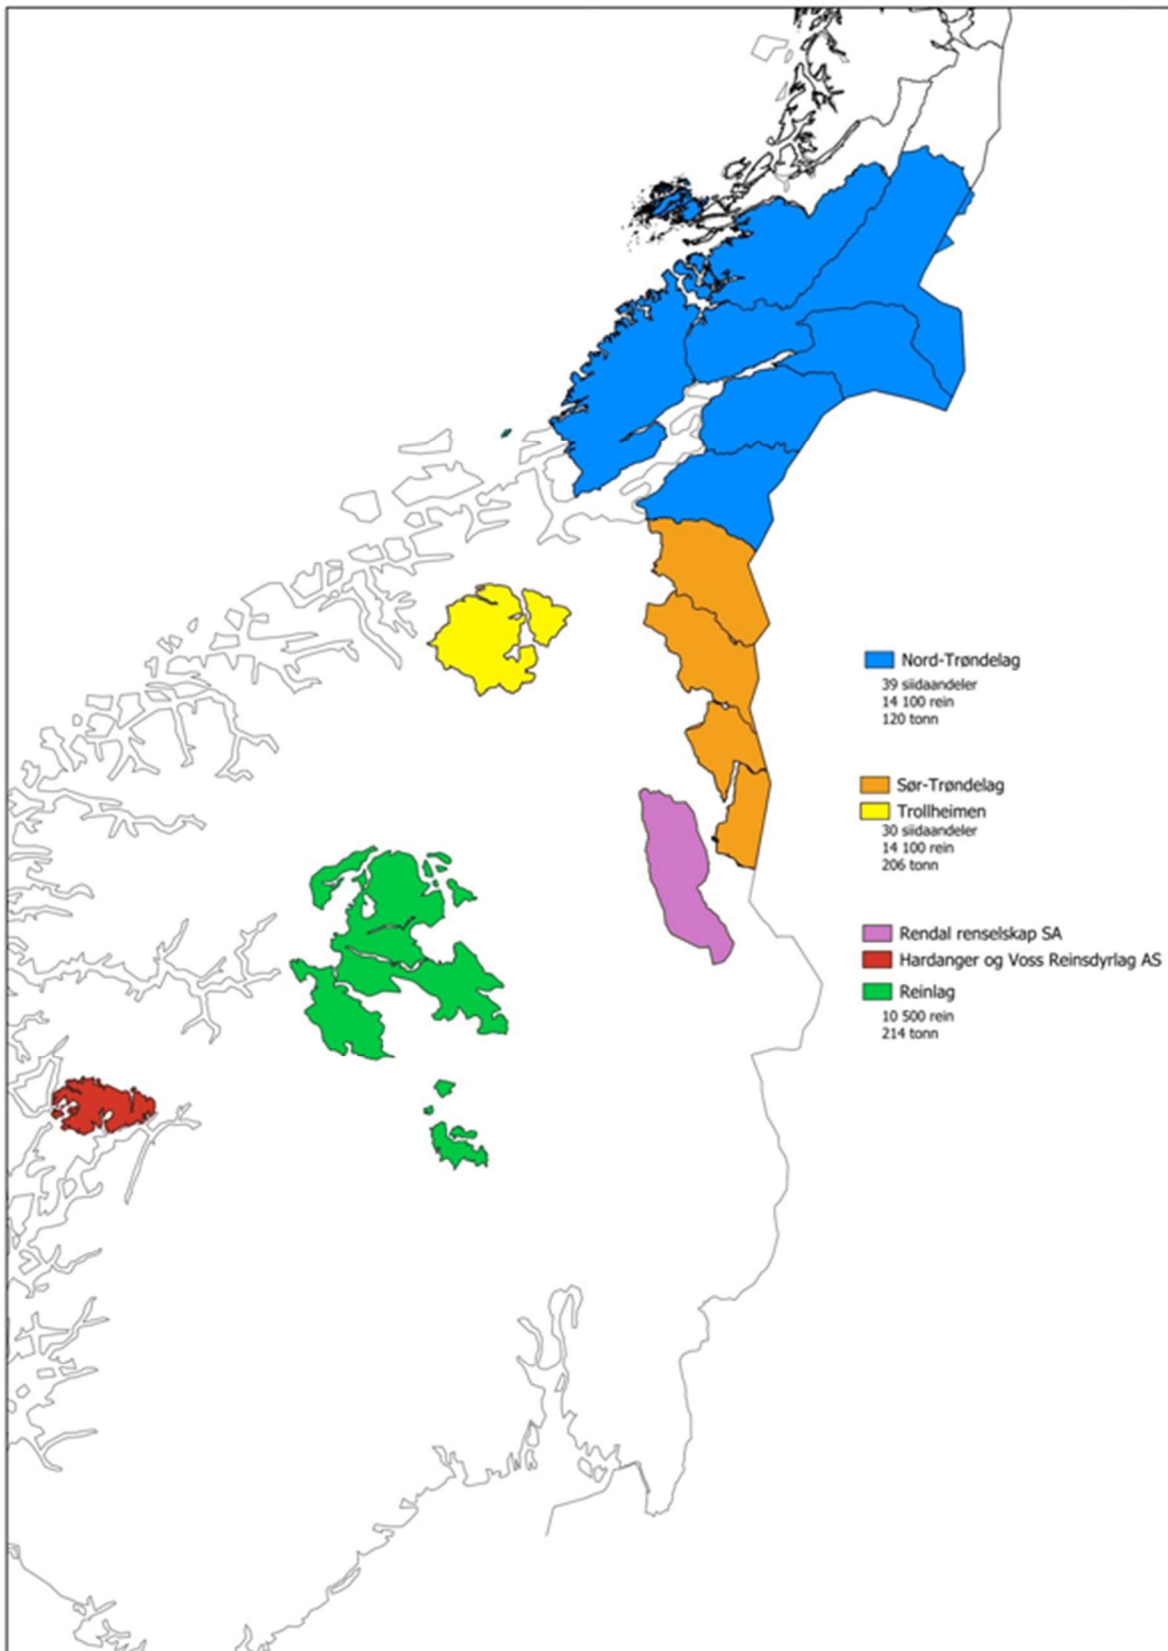 Nord-Trøndelag
39 siidaandeler
14 100 rein
120 tonn
Sør-Trøndelag
Trollheimen
30 siidaandeler
14 100 rein
206 tonn
Rendal renselskap SA
Hardanger og Voss Reinsdyrlag AS
Reinlag
10 500 rein
214 tonn